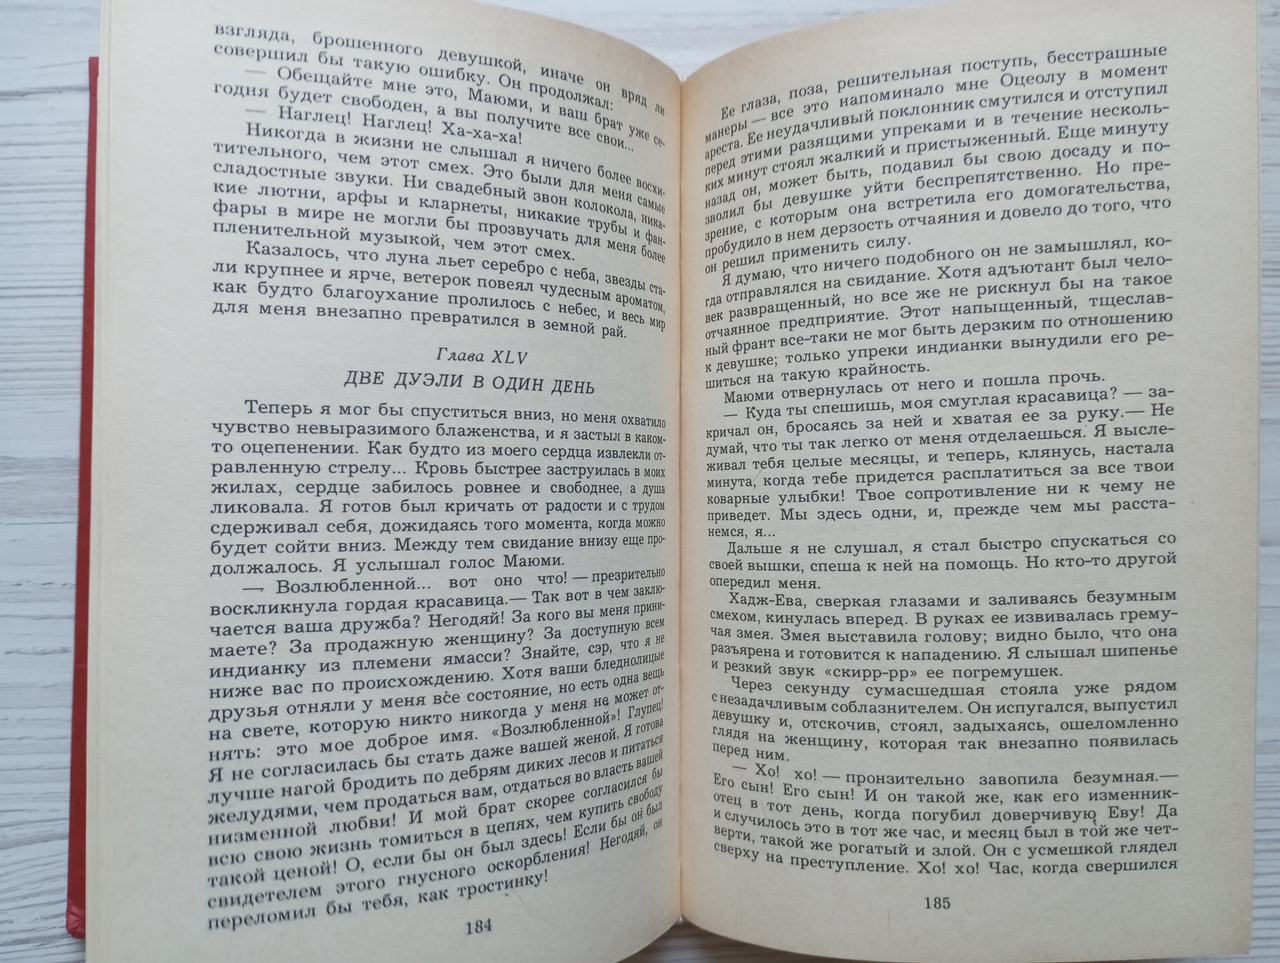 взгляда, брошенного девушкой, иначе он вряд ли
совершил бы такую ошибку. Он продолжал:
— Обещайте мне это, Маюми, и ваш брат уже се-
годня будет свободен, а вы получите все свои...
— Наглец! Наглец! Ха-ха-ха!
Никогда в жизни не слышал я ничего более восхи-
тительного, чем этот смех. Это были для меня самые
сладостные звуки. Ни свадебный звон колокола, ника-
кие лютни, арфы и кларнеты, никакие трубы и фан-
фары в мире не могли бы прозвучать для меня более
пленительной музыкой, чем этот смех.
Казалось, что луна льет серебро с неба, звезды ста-
ли крупнее и ярче, ветерок повеял чудесным ароматом,
как будто благоухание пролилось с небес, и весь мир
для меня внезапно превратился в земной рай.
Глава XLV
ДВЕ ДУЭЛИ В ОДИН ДЕНЬ
Теперь я мог бы спуститься вниз, но меня охватило
чувство невыразимого блаженства, и я застыл в каком-
то оцепенении. Как будто из моего сердца извлекли от-
равленную стрелу... Кровь быстрее заструилась в моих
жилах, сердце забилось ровнее и свободнее, а душа
ликовала. Я готов был кричать от радости и с трудом
сдерживал себя, дожидаясь того момента, когда можно
будет сойти вниз. Между тем свидание внизу еще про-
должалось. Я услышал голос Маюми.
— Возлюбленной... вот оно что! — презрительно
воскликнула гордая красавица.— Так вот в чем заклю-
чается ваша дружба? Негодяй! За кого вы меня прини-
маете? За продажную женщину? За доступную всем
индианку из племени ямасси? Знайте, сэр, что я не
ниже вас по происхождению. Хотя ваши бледнолицые
друзья отняли у меня все состояние, но есть одна вещь
на свете, которую никто никогда у меня не может от-
нять: это мое доброе имя. «Возлюбленной»! Глупец!
Я не согласилась бы стать даже вашей женой. Я готова
лучше нагой бродить по дебрям диких лесов и питаться
желудями, чем продаться вам, отдаться во власть вашей
низменной любви! И мой брат скорее согласился бы
всю свою жизнь томиться в цепях, чем купить свободу
такой ценой! О, если бы он был здесь! Если бы он был
свидетелем этого гнусного оскорбления! Негодяй, он
переломил бы тебя, как тростинку!
184
Ее глаза, поза, решительная поступь, бесстрашные
манеры — все это напоминало мне Оцеолу в момент
ареста. Ее неудачливый поклонник смутился и отступил
перед этими разящими упреками и в течение несколь-
ких минут стоял жалкий и пристыженный. Еще минуту
назад он, может быть, подавил бы свою досаду и по-
зволил бы девушке уйти беспрепятственно. Но пре-
зрение, с которым она встретила его домогательства,
пробудило в нем дерзость отчаяния и довело до того, что
он решил применить силу.
Я думаю, что ничего подобного он не замышлял, ко-
гда отправлялся на сбидание. Хотя адъютант был чело-
век развращенный, но все же не рискнул бы на такое
отчаянное предприятие. Этот напыщенный, тщеслав-
ный франт все-таки не мог быть дерзким по отношению
к девушке; только упреки индианки вынудили его ре-
шиться на такую крайность.
Маюми отвернулась от него и пошла прочь.
— Куда ты спешишь, моя смуглая красавица? — за-
кричал он, бросаясь за ней и хватая ее за руку.— Не
думай, что ты так легко от меня отделаешься. Я высле-
живал тебя целые месяцы, и теперь, клянусь, настала
минута, когда тебе придется расплатиться за все твои
коварные улыбки! Твое сопротивление ни к чему не
приведет. Мы здесь одни, и, прежде чем мы расста-
немся, я...
Дальше я не слушал, я стал быстро спускаться со
своей вышки, спеша к ней на помощь. Но кто-то другой
опередил меня.
Хадж-Ева, сверкая глазами и заливаясь безумным
смехом, кинулась вперед. В руках ее извивалась грему-
чая змея. Змея выставила голову; видно было, что она
разъярена и готовится к нападению. Я слышал шипенье
и резкий звук «скирр-рр» ее погремушек.
Через секунду сумасшедшая стояла уже рядом
с незадачливым соблазнителем. Он испугался, выпустил
девушку и, отскочив, стоял, задыхаясь, ошеломленно
глядя на женщину, которая так внезапно появилась
перед ним.
— Хо! хо! — пронзительно завопила безумная.—
Его сын! Его сын! И он такой же, как его изменник-
отец в тот день, когда погубил доверчивую Еву! Да
и случилось это в тот же час, и месяц был в той же чет-
верти, такой же рогатый и злой. Он с усмешкой глядел
сверху на преступление. Хо! хо! Час, когда свершился
185